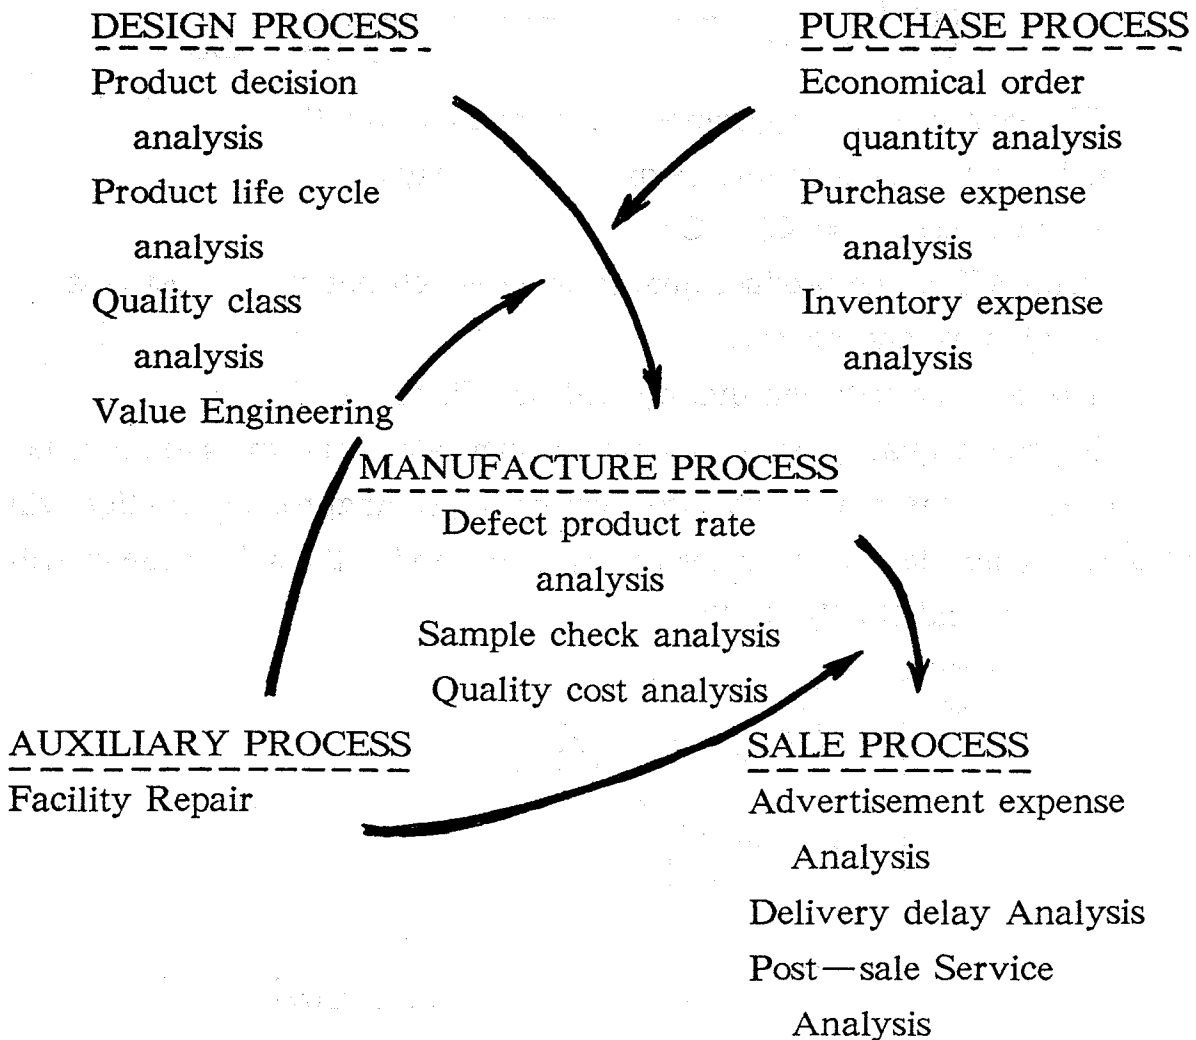 DESIGN PROCESS
Product decision
analysis
Product life cycle
analysis
Quality class
analysis
Value Engineering
PURCHASE PROCESS
Economical order
quantity analysis
Purchase expense
analysis
Inventory expense
analysis
MANUFACTURE PROCESS
Defect product rate
analysis
Sample check analysis
Quality cost analysis
AUXILIARY PROCESS
Facility Repair
SALE PROCESS
Advertisement expense
Analysis
Delivery delay Analysis
Post—sale Service
Analysis